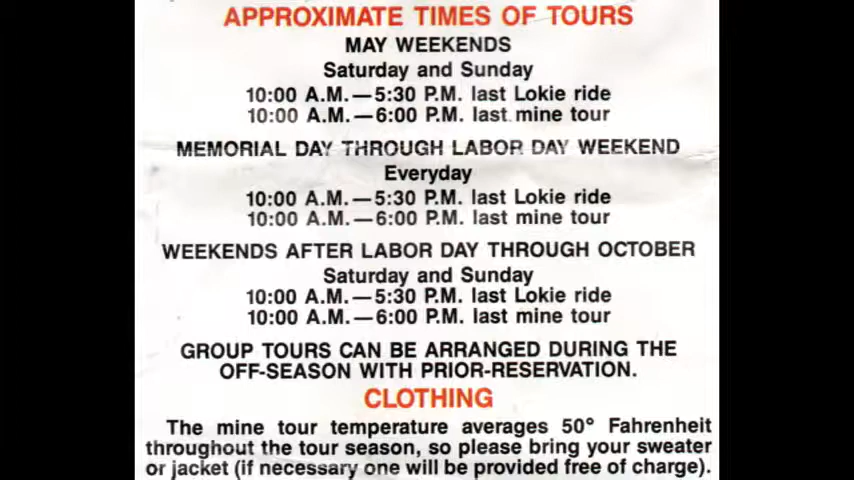 APPROXIMATE TIMES OF TOURS
MAY WEEKENDS
Saturday and Sunday
10:00 A.M.—5:30 P.M. last Lokie ride
10:00 A.M.—6:00 P.M. last mine tour
MEMORIAL DAY THROUGH LABOR DAY WEEKEND
Everyday
10:00 A.M.—5:30 P.M. last Lokie ride
10:00 A.M.—6:00 P.M. last mine tour
WEEKENDS AFTER LABOR DAY THROUGH OCTOBER
Saturday and Sunday
10:00 A.M.—5:30 P.M. last Lokie ride
10:00 A.M.—6:00 P.M. last mine tour
GROUP TOURS CAN BE ARRANGED DURING THE
OFF-SEASON WITH PRIOR-RESERVATION.
CLOTHING
The mine tour temperature averages 50° Fahrenheit
throughout the tour season, so please bring your sweater
or jacket (if necessary one will be provided free of charge).